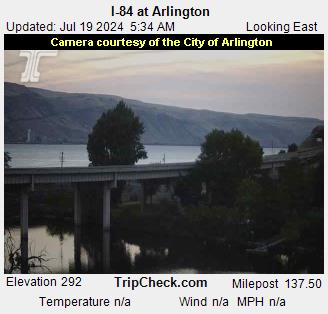 I-84 at Arlington
Updated: Jul 19 2024 5:34 AM Looking East
Camera courtesy of the City of Arlington
Elevation 292 TripCheck.com Milepost 137.50
Temperature n/a Wind n/a MPH n/a